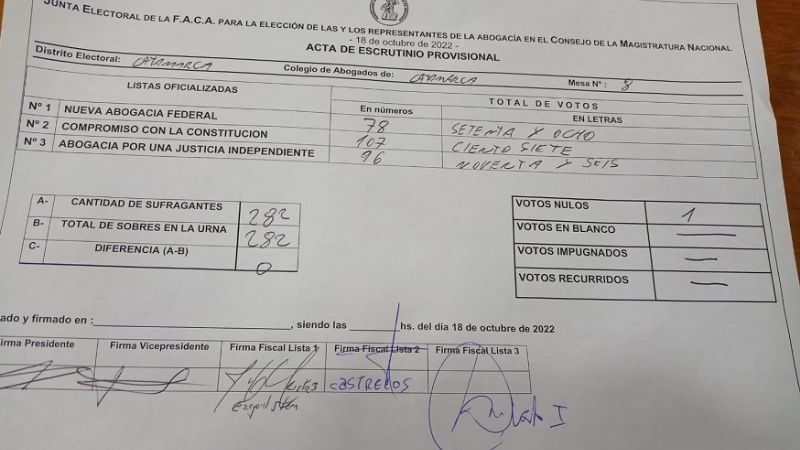 JUNTA ELECTORAL DE LA F.A.C.A. PARA LA ELECCIÓN DE LAS Y LOS REPRESENTANTES DE LA ABOGACÍA EN EL CONSEJO DE LA MAGISTRATURA NACIONAL
- 18 de octubre de 2022 -
ACTA DE ESCRUTINIO PROVISIONAL
Distrito Electoral: CATAMARCA Colegio de Abogados de: CATAMARCA Mesa N°: 8
LISTAS OFICIALIZADAS TOTAL DE VOTOS
En números EN LETRAS
N° 1 NUEVA ABOGACIA FEDERAL 78 SETENTA Y OCHO
N° 2 COMPROMISO CON LA CONSTITUCION 107 CIENTO SIETE
N° 3 ABOGACIA POR UNA JUSTICIA INDEPENDIENTE 96 NOVENTA Y SEIS
A- CANTIDAD DE SUFRAGANTES 282
B- TOTAL DE SOBRES EN LA URNA 282
C- DIFERENCIA (A-B) 0
VOTOS NULOS 1
VOTOS EN BLANCO —
VOTOS IMPUGNADOS —
VOTOS RECURRIDOS —
ado y firmado en : , siendo las hs. del día 18 de octubre de 2022
irma Presidente Firma Vicepresidente Firma Fiscal Lista 1 Firma Fiscal Lista 2 Firma Fiscal Lista 3
CASTRELOS